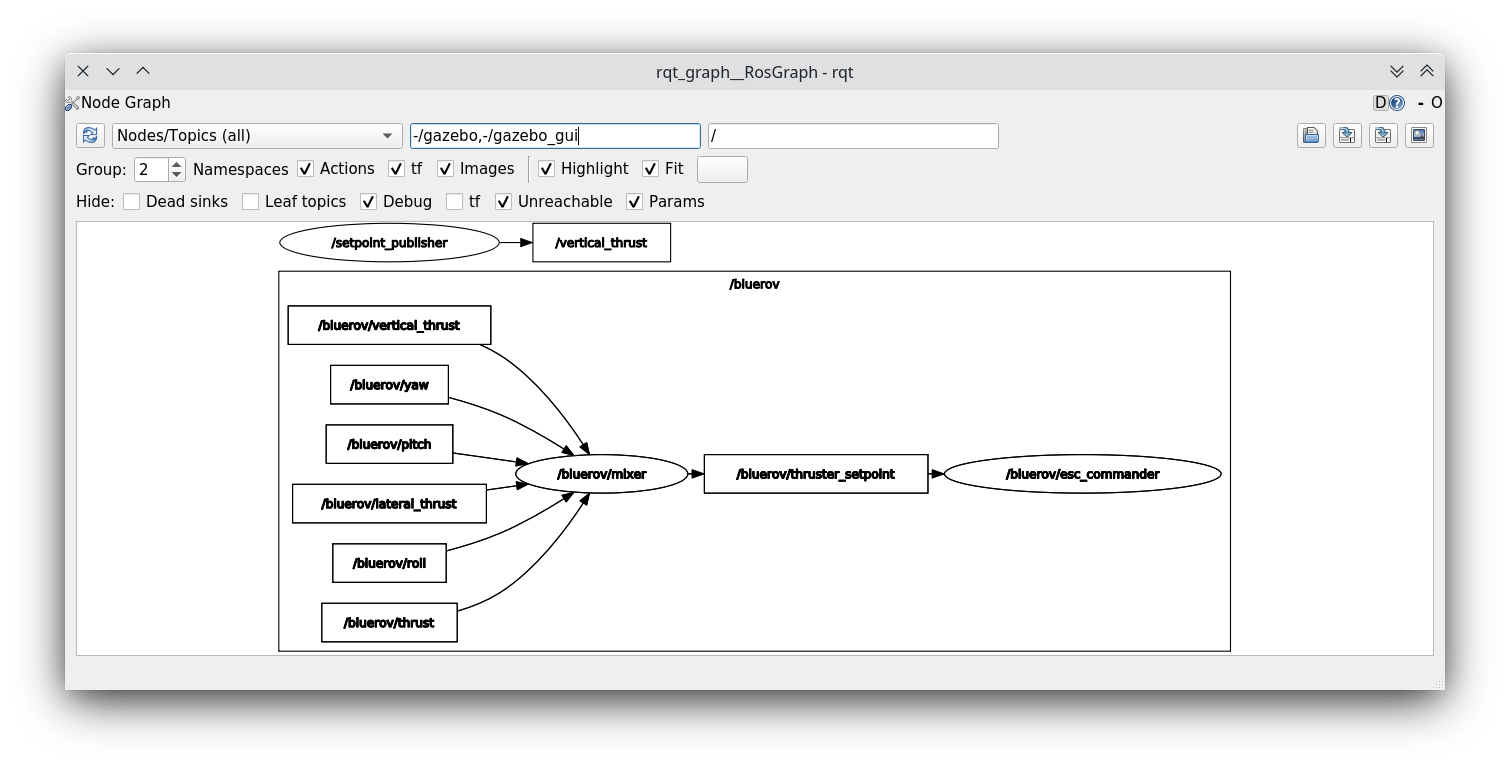 rqt_graph__RosGraph - rqt
Node Graph
D
- O
Nodes/Topics (all)
-/gazebo,-/gazebo_gui
/
Group: 2 Namespaces Actions tf Images Highlight Fit
Hide: Dead sinks Leaf topics Debug tf Unreachable Params
/setpoint_publisher
/vertical_thrust
/bluerov
/bluerov/vertical_thrust
/bluerov/yaw
/bluerov/pitch
/bluerov/mixer
/bluerov/thruster_setpoint
/bluerov/esc_commander
/bluerov/lateral_thrust
/bluerov/roll
/bluerov/thrust